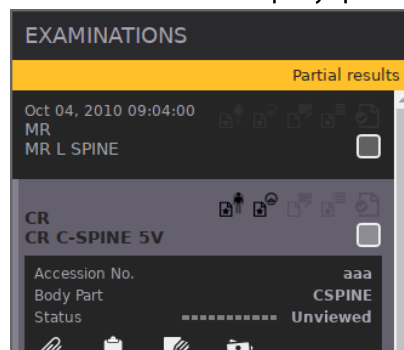 EXAMINATIONS
Partial results
Oct 04, 2010 09:04:00
MR
MR L SPINE
CR
CR C-SPINE 5V
Accession No. aaa
Body Part CSPINE
Status Unviewed